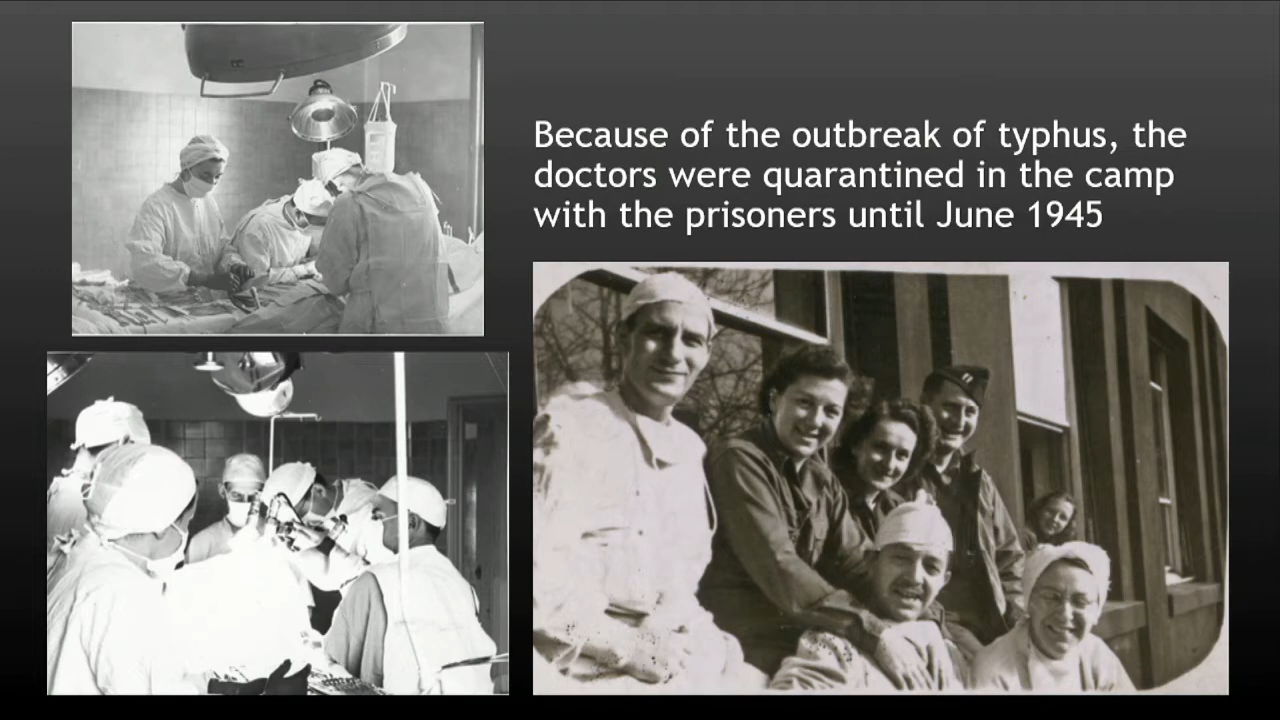 Because of the outbreak of typhus, the
doctors were quarantined in the camp
with the prisoners until June 1945